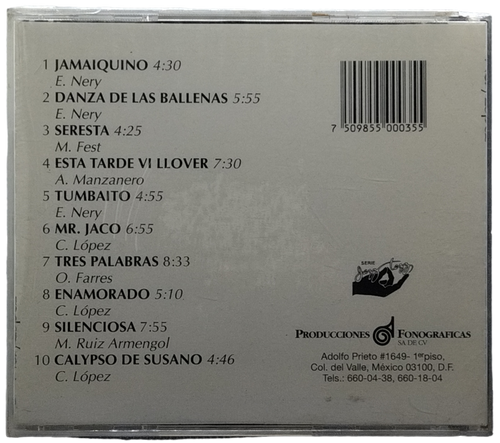 1 JAMAIQUINO 4:30
E. Nery
2 DANZA DE LAS BALLENAS 5:55
E. Nery
3 SERESTA 4:25
M. Fest
4 ESTA TARDE VI LLOVER 7:30
A. Manzanero
5 TUMBAITO 4:55
E. Nery
6 MR. JACO 6:55
C. López
7 TRES PALABRAS 8:33
O. Farres
8 ENAMORADO 5:10
C. López
9 SILENCIOSA 7:55
M. Ruiz Armengol
10 CALYPSO DE SUSANO 4:46
C. López
7 509855 000355
SERIE
PRODUCCIONES FONOGRAFICAS
SA DE CV
Adolfo Prieto #1649- 1er piso,
Col. del Valle, México 03100, D.F.
Tels.: 660-04-38, 660-18-04